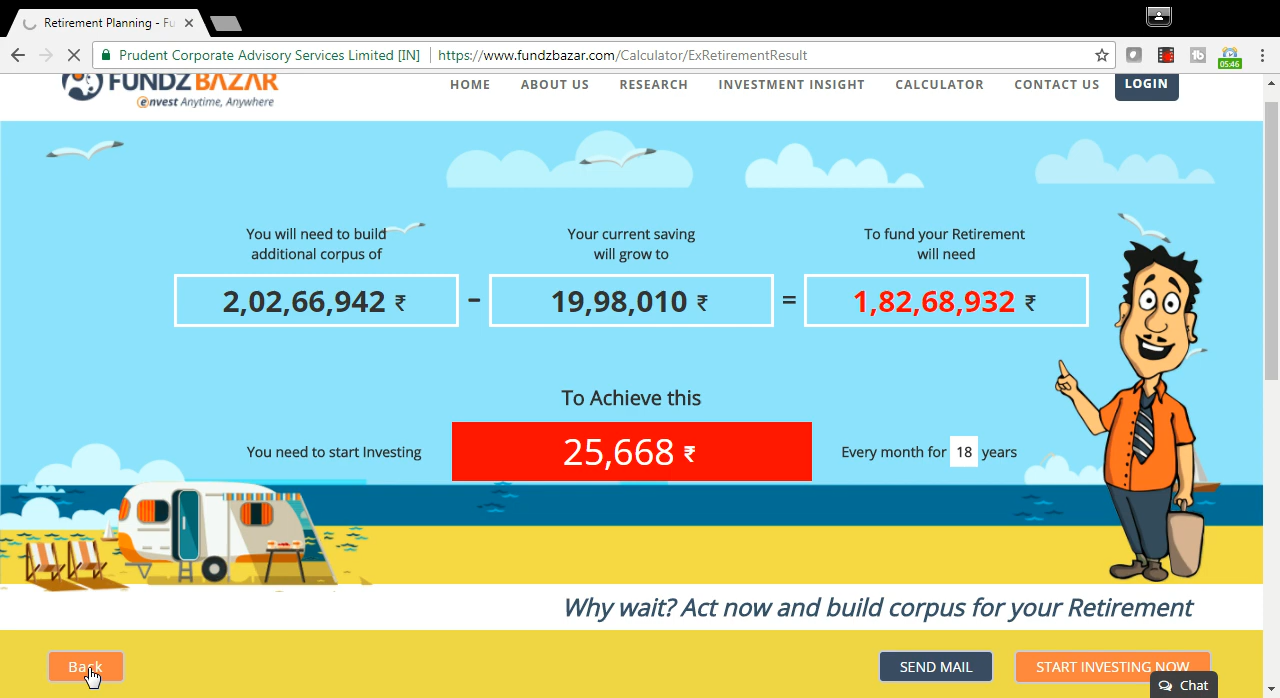 Retirement Planning - Fu
Prudent Corporate Advisory Services Limited [IN] https://www.fundzbazar.com/Calculator/ExRetirementResult
05:46
FUNDZBAZAR
envest Anytime, Anywhere
HOME ABOUT US RESEARCH INVESTMENT INSIGHT CALCULATOR CONTACT US LOGIN
You will need to build
additional corpus of
Your current saving
will grow to
To fund your Retirement
will need
2,02,66,942 ₹ - 19,98,010 ₹ = 1,82,68,932 ₹
To Achieve this
You need to start Investing 25,668 ₹ Every month for 18 years
Why wait? Act now and build corpus for your Retirement
Back SEND MAIL START INVESTING NOW
Chat